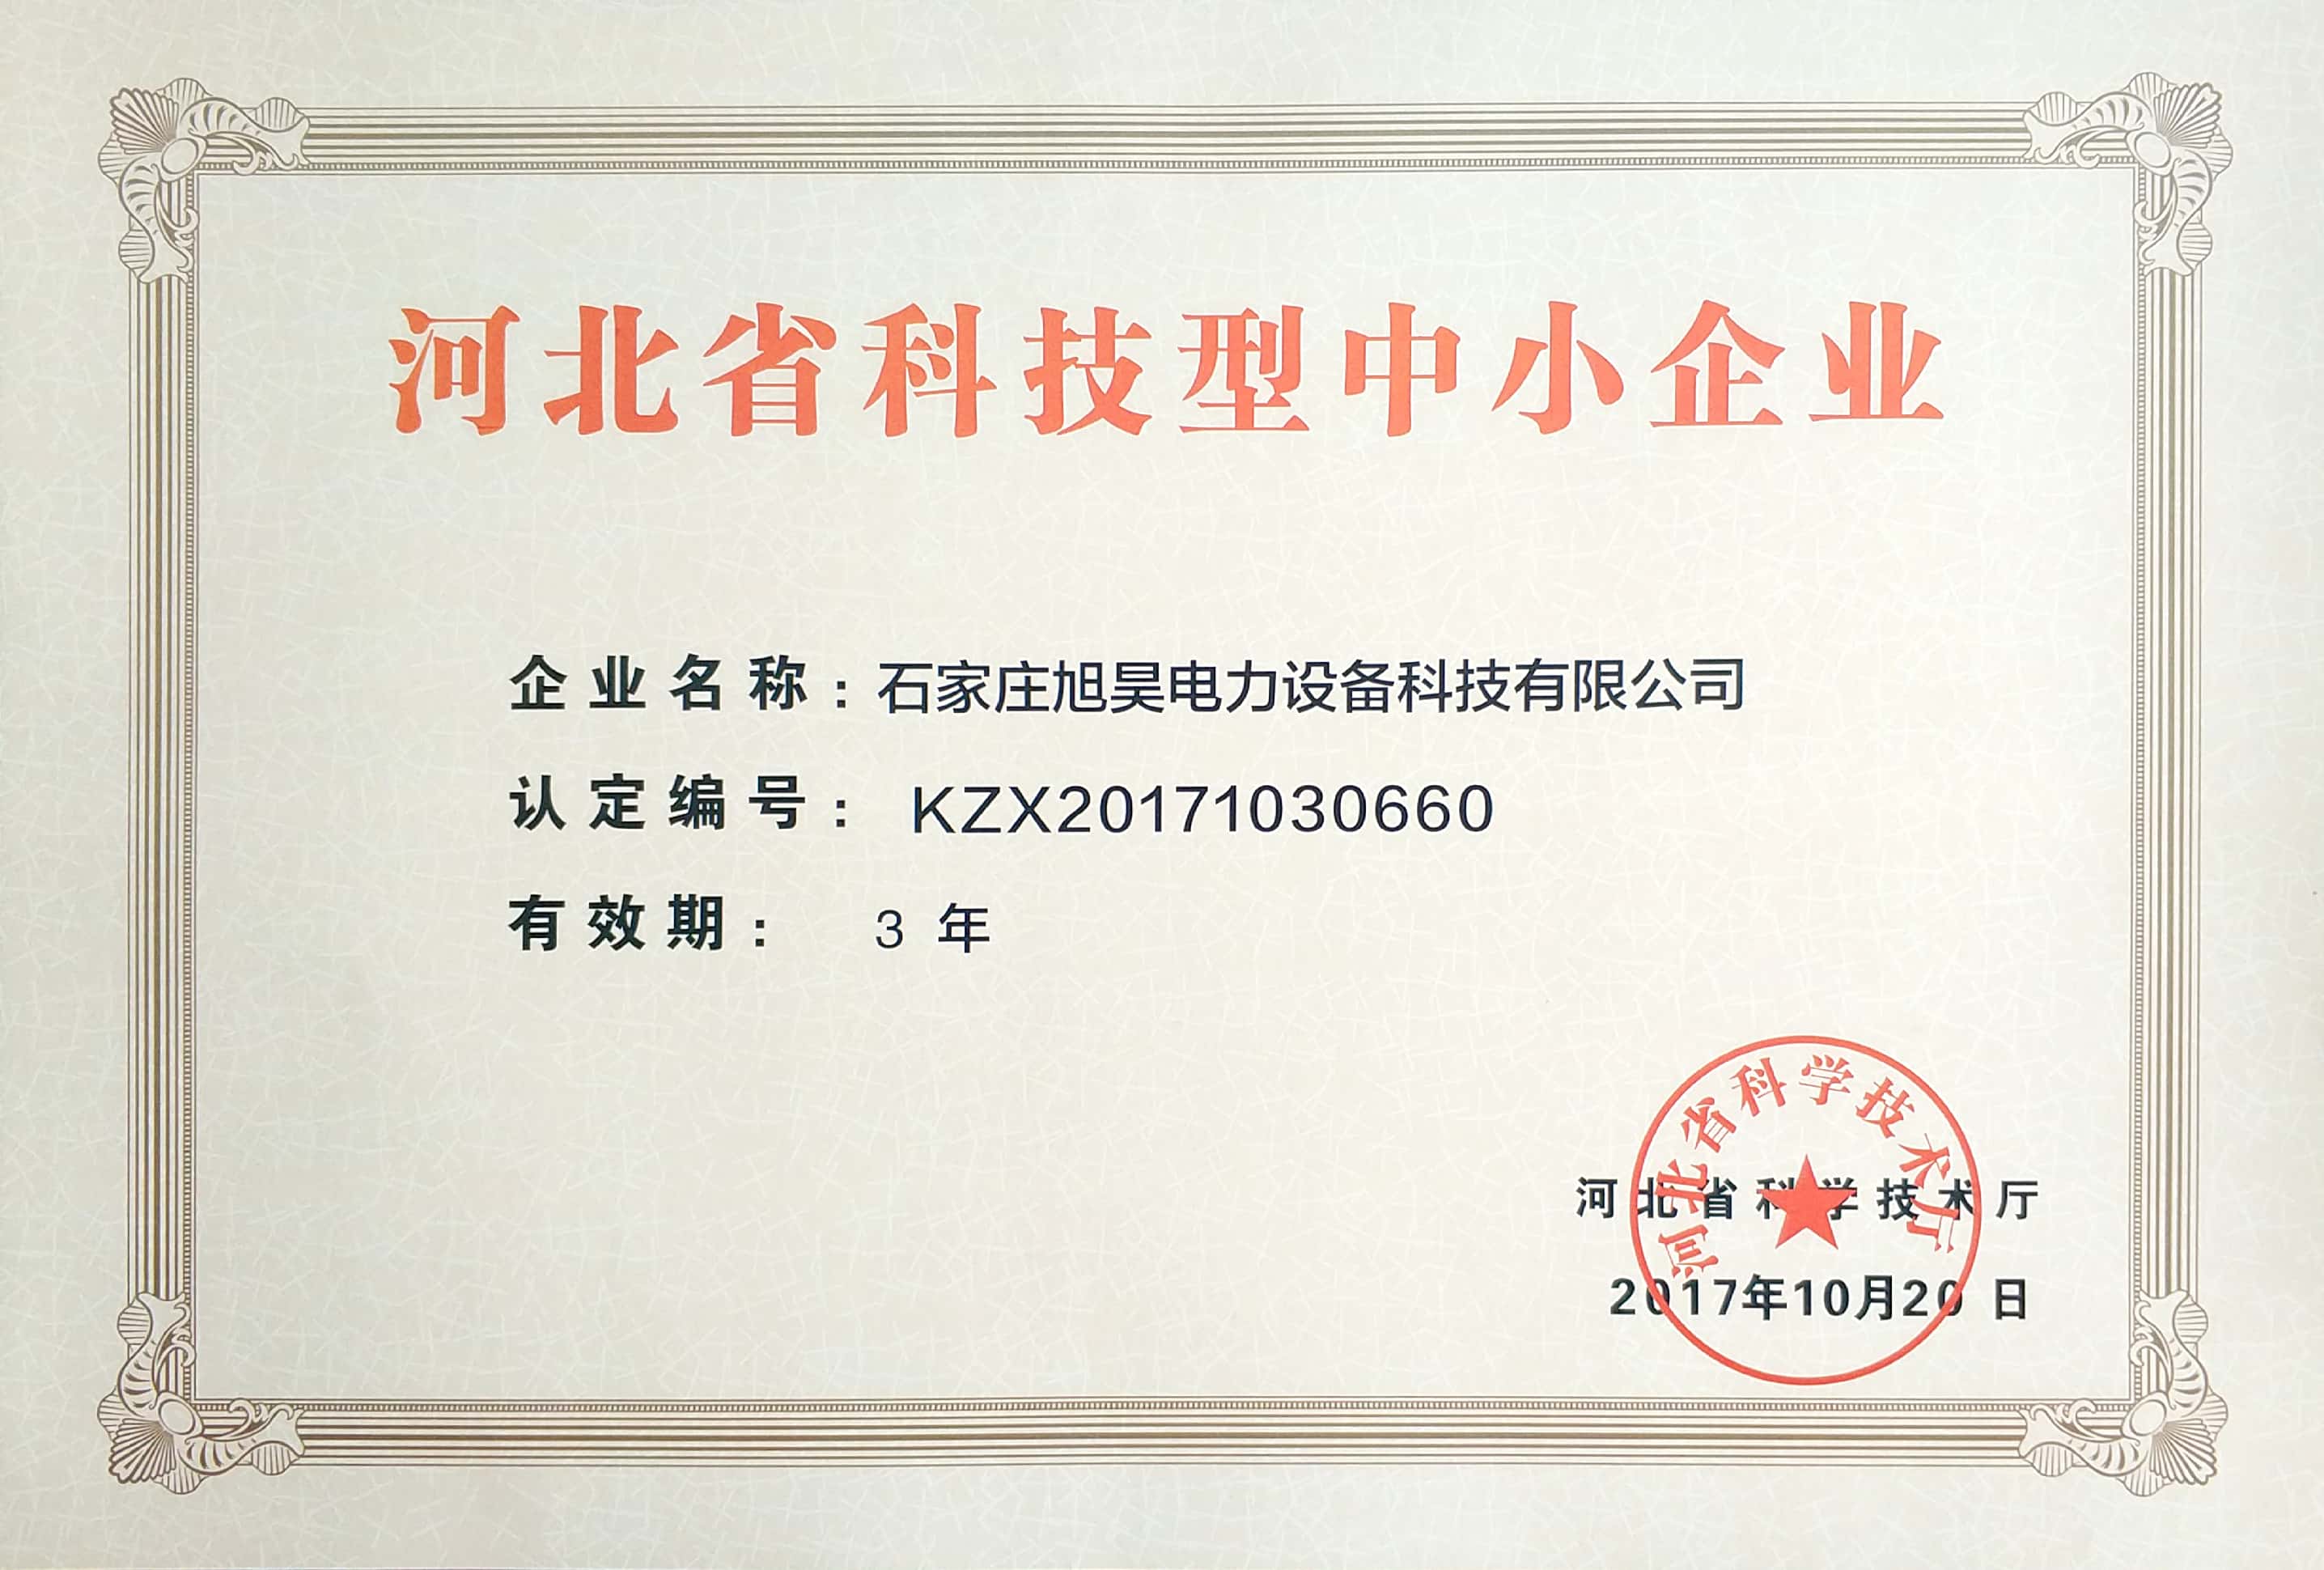 河北省科技型中小企业
企业名称：石家庄旭昊电力设备科技有限公司
认定编号：KZX20171030660
有效期：3 年
河北省科学技术厅
河北省科学技术厅
2017年10月20日